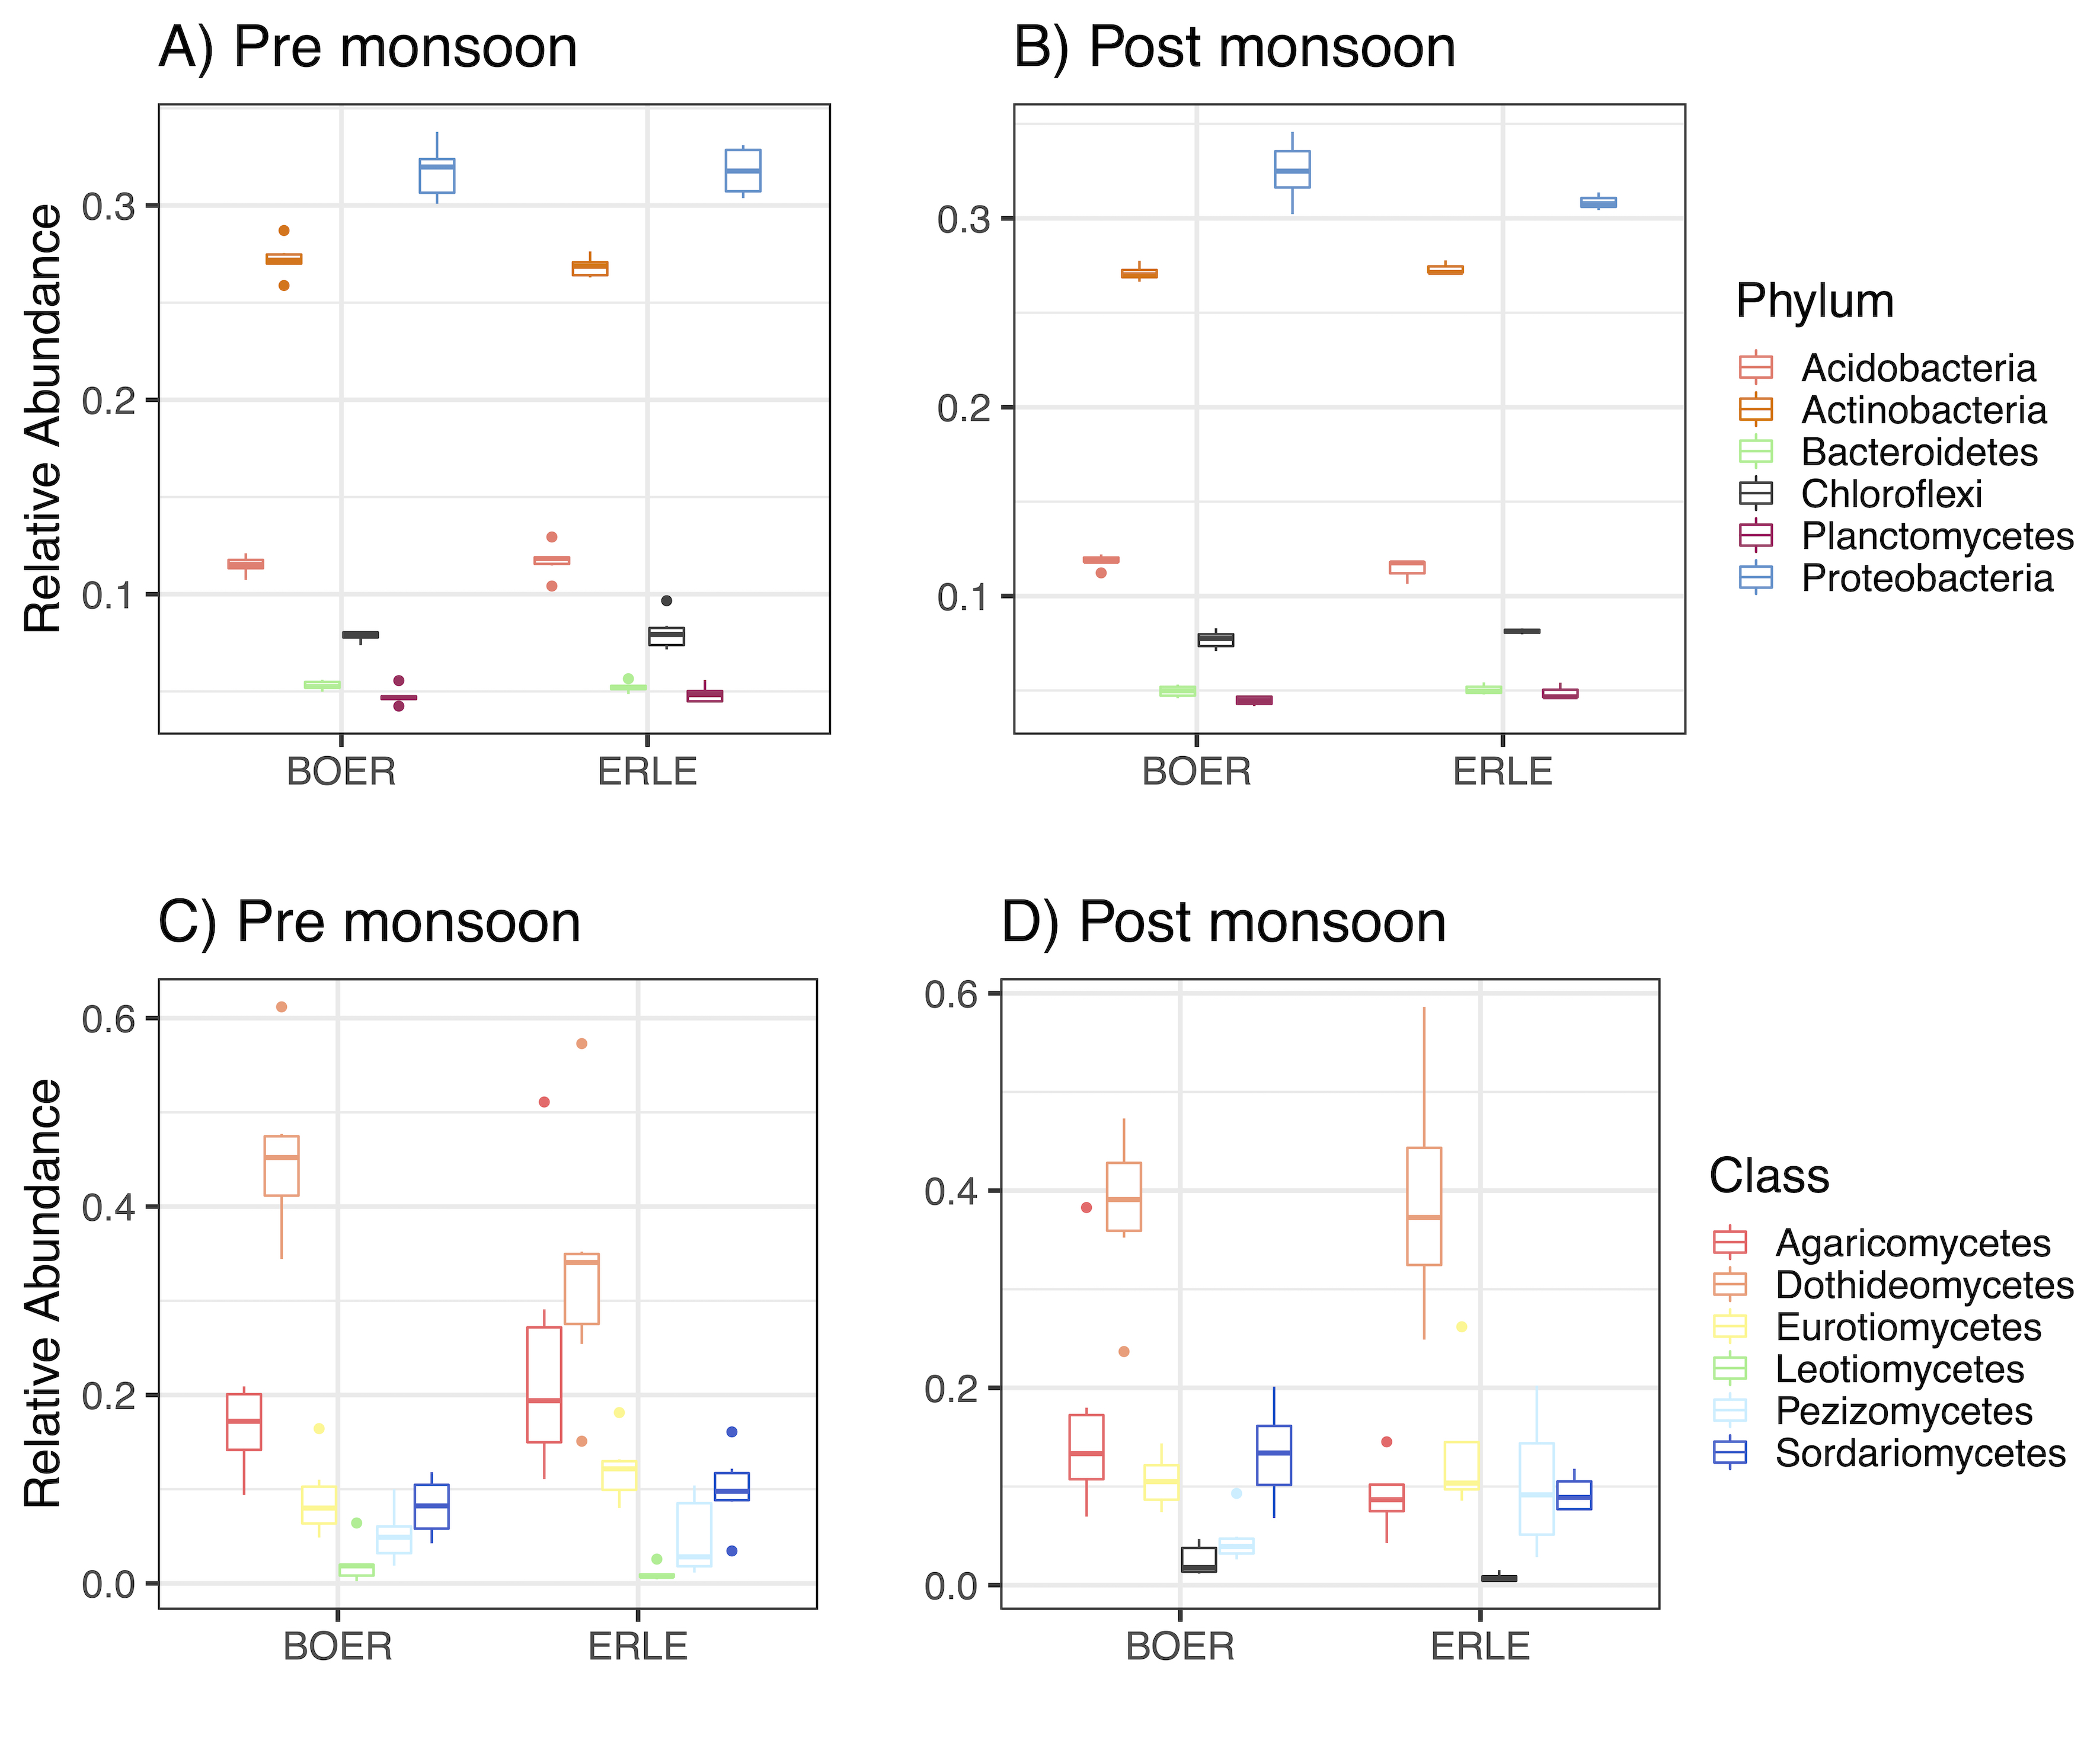 A) Pre monsoon
B) Post monsoon
Relative Abundance
0.3
0.2
0.1
BOER
ERLE
0.3
0.2
0.1
BOER
ERLE
Phylum
Acidobacteria
Actinobacteria
Bacteroidetes
Chloroflexi
Planctomycetes
Proteobacteria
C) Pre monsoon
D) Post monsoon
Relative Abundance
0.6
0.4
0.2
0.0
BOER
ERLE
0.6
0.4
0.2
0.0
BOER
ERLE
Class
Agaricomycetes
Dothideomycetes
Eurotiomycetes
Leotiomycetes
Pezizomycetes
Sordariomycetes